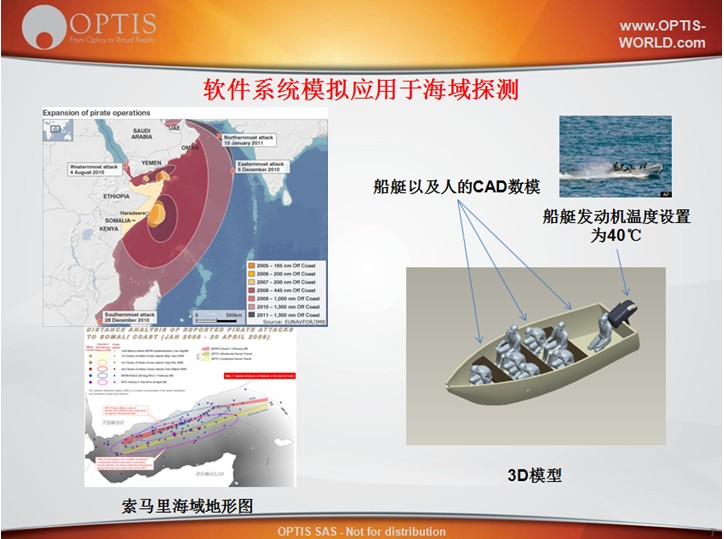 OPTIS
From Optics to Virtual Reality
www.OPTIS-
WORLD.com
软件系统模拟应用于海域探测
Expansion of pirate operations
SAUDI
ARABIA
UAE
OMAN
Northernmost attack
15 January 2011
Westernmost attack
4 August 2010
YEMEN
Easternmost attack
5 December 2010
ETHIOPIA
Haradeere
SOMALIA
KENYA
2005 – 165 nm Off Coast
2006 - 200 nm Off Coast
2007 - 200 nm Off Coast
2008 – 445 nm Off Coast
2009 – 1,000 nm Off Coast
2010 – 1,300 nm Off Coast
2011 – 1,300 nm Off Coast
Southernmost attack
28 December 2010
0 500km
Source: EUNAVFOR/IMB
船艇以及人的CAD数模
AP
船艇发动机温度设置
为40℃
DISTANCE ANALYSIS OF REPORTED PIRATE ATTACKS
TO SOMALI COAST (JAN 2008 - 20 APRIL 2009)
YEMEN
SOMALIA
3D模型
索马里海域地形图
OPTIS SAS - Not for distribution
7